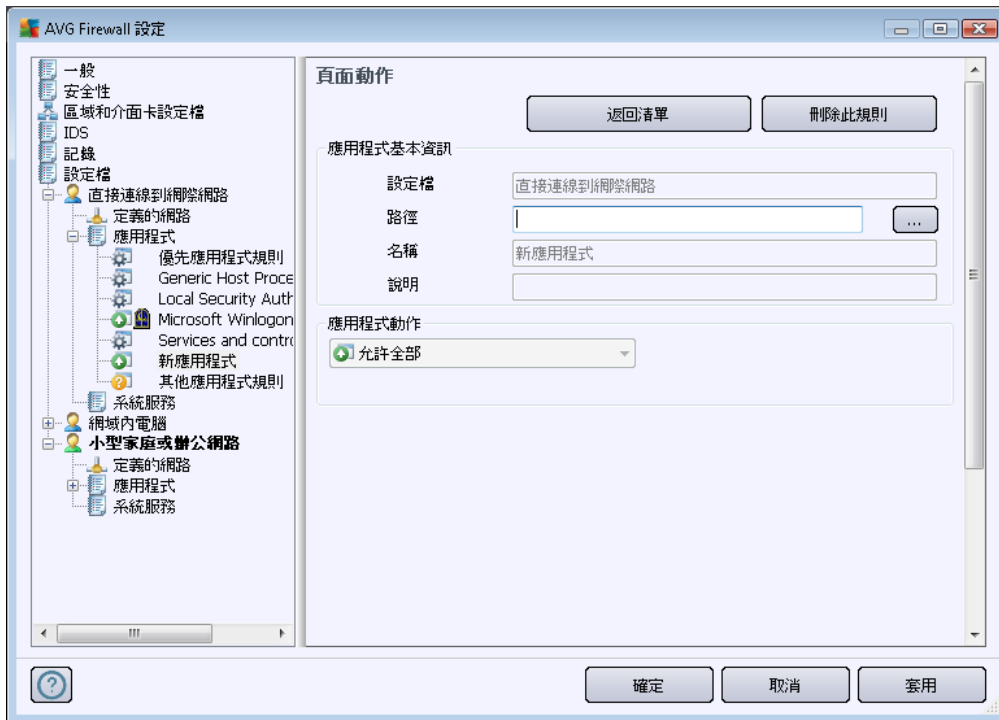 AVG Firewall 設定
一般
安全性
區域和介面卡設定檔
IDS
記錄
設定檔
直接連線到網際網路
定義的網路
應用程式
優先應用程式規則
Generic Host Proce
Local Security Auth
Microsoft Winlogon
Services and contro
新應用程式
其他應用程式規則
系統服務
網域內電腦
小型家庭或辦公網路
定義的網路
應用程式
系統服務
頁面動作
返回清單
刪除此規則
應用程式基本資訊
設定檔
直接連線到網際網路
路徑
...
名稱
新應用程式
說明
應用程式動作
允許全部
確定
取消
套用